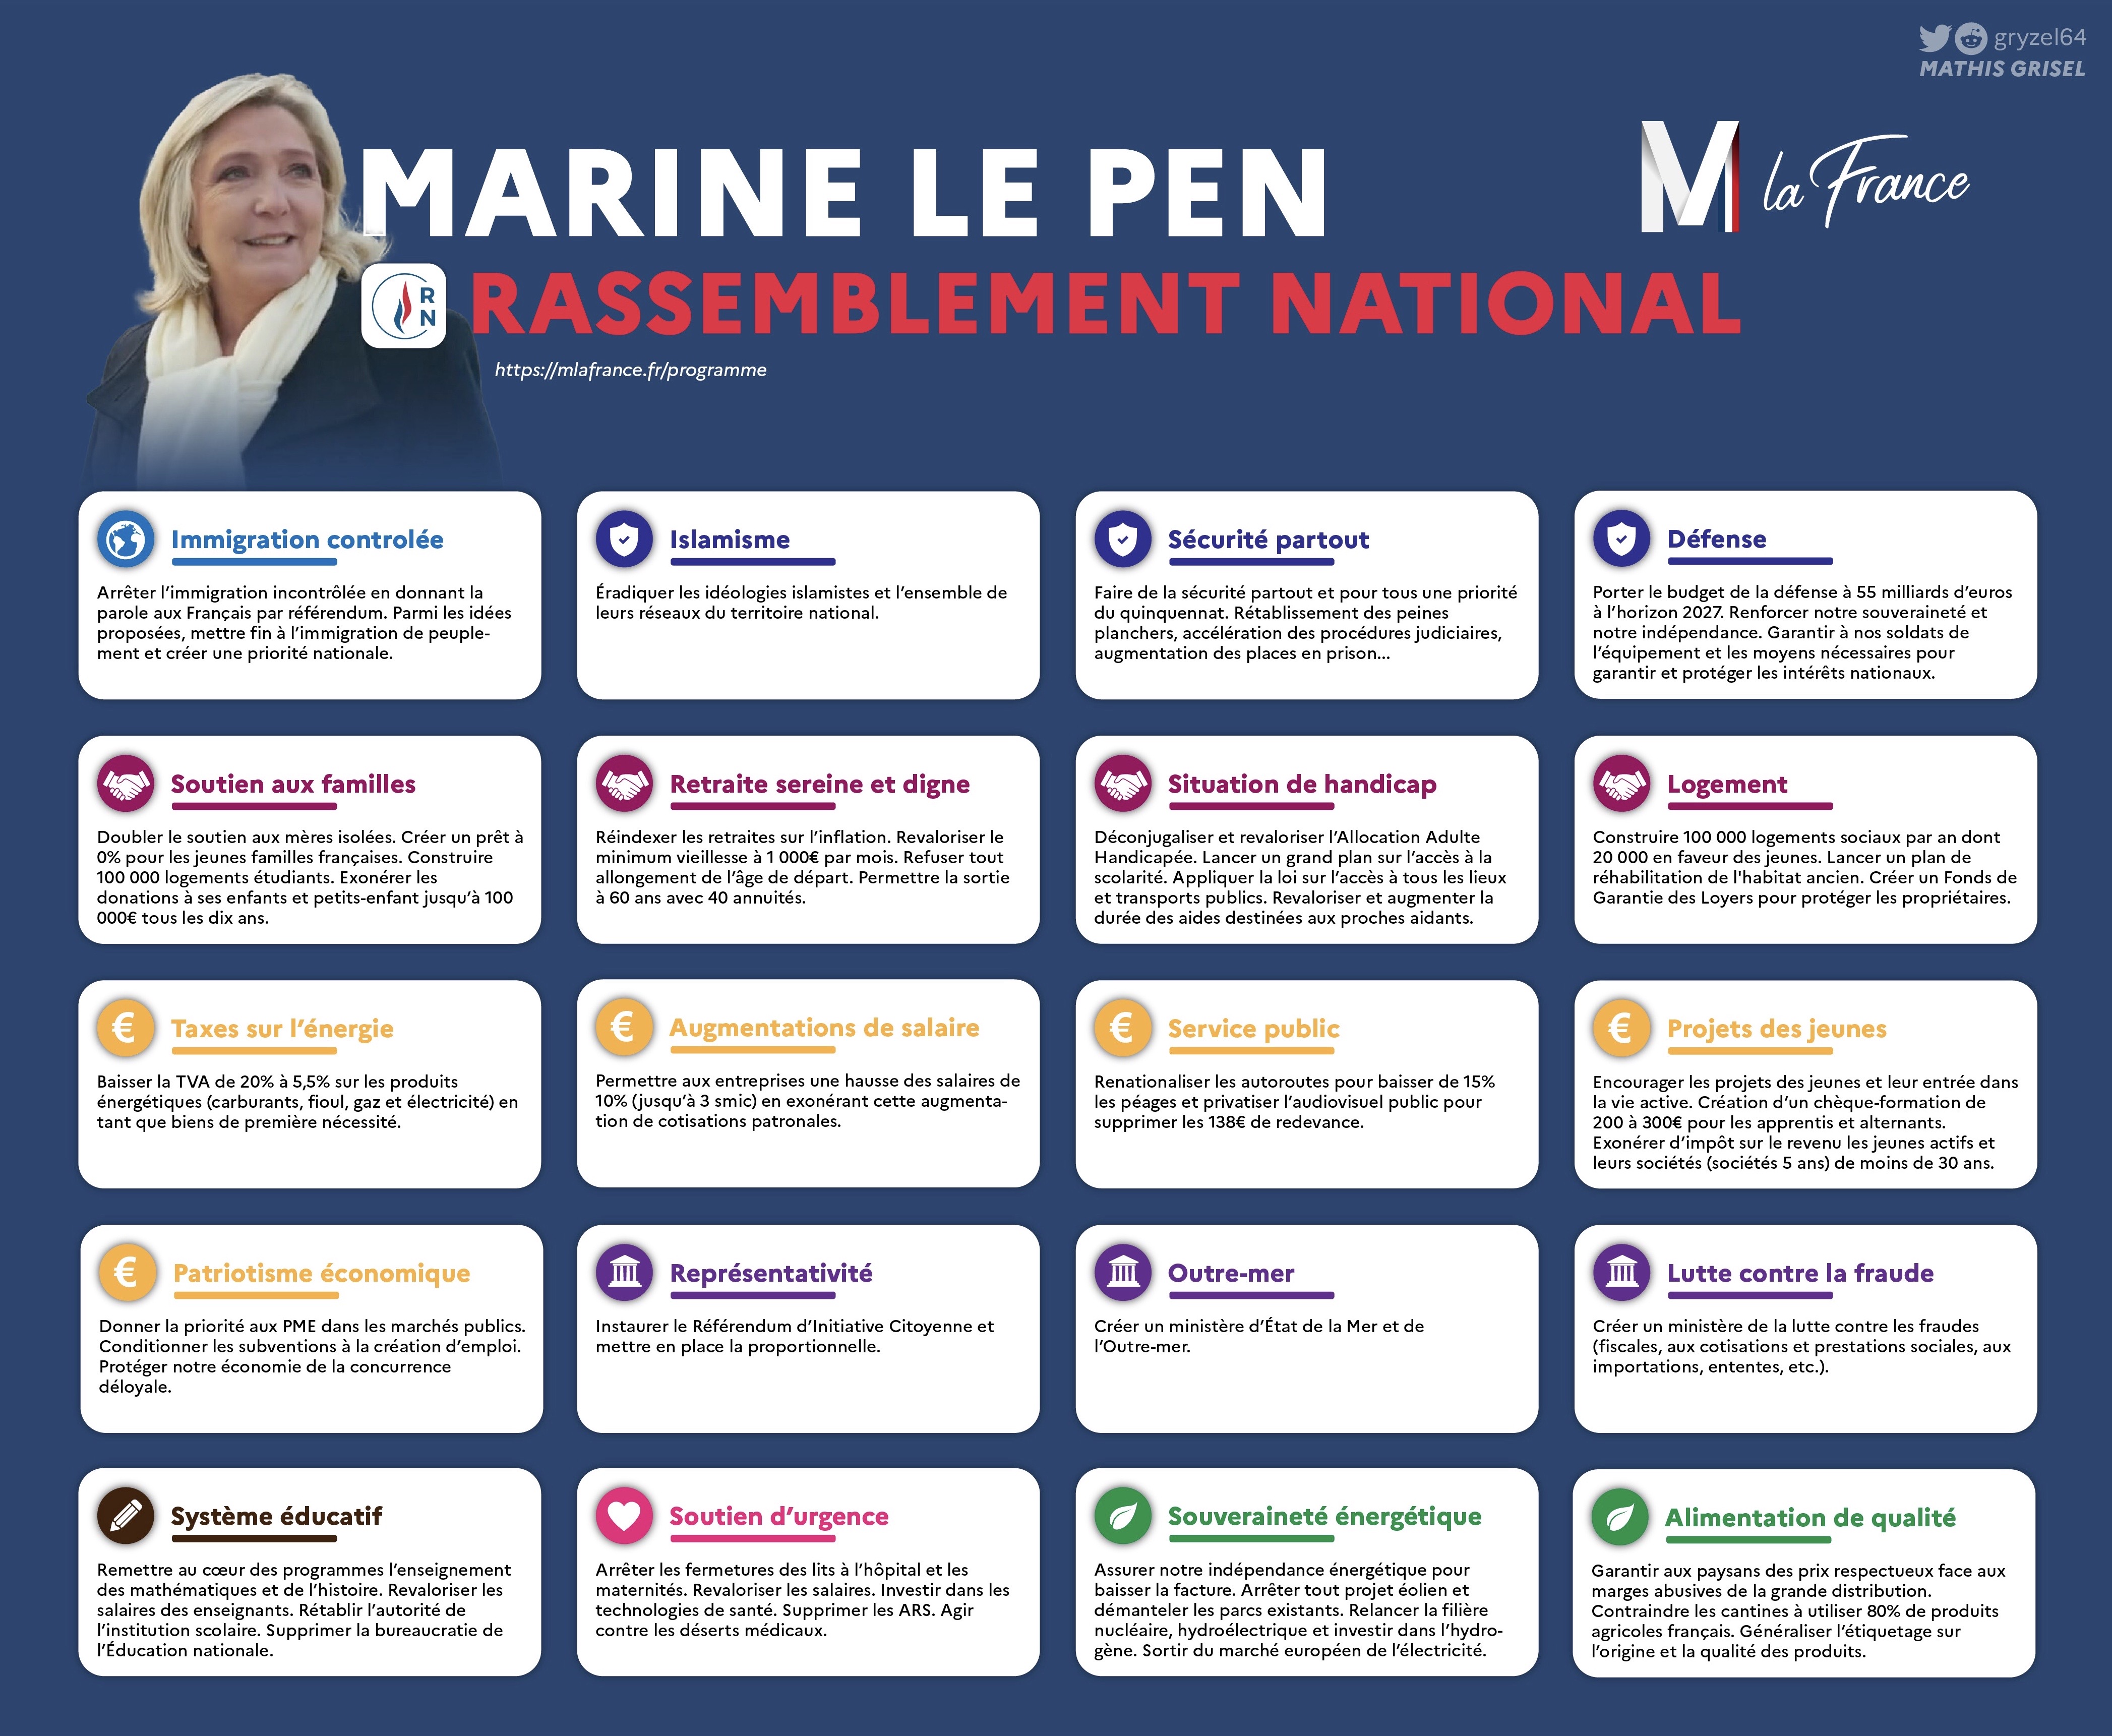 gryzel64
MATHIS GRISEL
MARINE LE PEN
M la France
RN
RASSEMBLEMENT NATIONAL
https://mlafrance.fr/programme
Immigration controlée
Arrêter l'immigration incontrôlée en donnant la
parole aux Français par référendum. Parmi les idées
proposées, mettre fin à l'immigration de peuple-
ment et créer une priorité nationale.
Islamisme
Éradiquer les idéologies islamistes et l'ensemble de
leurs réseaux du territoire national.
Sécurité partout
Faire de la sécurité partout et pour tous une priorité
du quinquennat. Rétablissement des peines
planchers, accélération des procédures judiciaires,
augmentation des places en prison...
Défense
Porter le budget de la défense à 55 milliards d'euros
à l'horizon 2027. Renforcer notre souveraineté et
notre indépendance. Garantir à nos soldats de
l'équipement et les moyens nécessaires pour
garantir et protéger les intérêts nationaux.
Soutien aux familles
Doubler le soutien aux mères isolées. Créer un prêt à
0% pour les jeunes familles françaises. Construire
100 000 logements étudiants. Exonérer les
donations à ses enfants et petits-enfant jusqu'à 100
000€ tous les dix ans.
Retraite sereine et digne
Réindexer les retraites sur l'inflation. Revaloriser le
minimum vieillesse à 1 000€ par mois. Refuser tout
allongement de l'âge de départ. Permettre la sortie
à 60 ans avec 40 annuités.
Situation de handicap
Déconjugaliser et revaloriser l'Allocation Adulte
Handicapée. Lancer un grand plan sur l'accès à la
scolarité. Appliquer la loi sur l'accès à tous les lieux
et transports publics. Revaloriser et augmenter la
durée des aides destinées aux proches aidants.
Logement
Construire 100 000 logements sociaux par an dont
20 000 en faveur des jeunes. Lancer un plan de
réhabilitation de l'habitat ancien. Créer un Fonds de
Garantie des Loyers pour protéger les propriétaires.
Taxes sur l'énergie
Baisser la TVA de 20% à 5,5% sur les produits
énergétiques (carburants, fioul, gaz et électricité) en
tant que biens de première nécessité.
Augmentations de salaire
Permettre aux entreprises une hausse des salaires de
10% (jusqu'à 3 smic) en exonérant cette augmenta-
tion de cotisations patronales.
Service public
Renationaliser les autoroutes pour baisser de 15%
les péages et privatiser l'audiovisuel public pour
supprimer les 138€ de redevance.
Projets des jeunes
Encourager les projets des jeunes et leur entrée dans
la vie active. Création d'un chèque-formation de
200 à 300€ pour les apprentis et alternants.
Exonérer d'impôt sur le revenu les jeunes actifs et
leurs sociétés (sociétés 5 ans) de moins de 30 ans.
Patriotisme économique
Donner la priorité aux PME dans les marchés publics.
Conditionner les subventions à la création d'emploi.
Protéger notre économie de la concurrence
déloyale.
Représentativité
Instaurer le Référendum d'Initiative Citoyenne et
mettre en place la proportionnelle.
Outre-mer
Créer un ministère d'État de la Mer et de
l'Outre-mer.
Lutte contre la fraude
Créer un ministère de la lutte contre les fraudes
(fiscales, aux cotisations et prestations sociales, aux
importations, ententes, etc.).
Système éducatif
Remettre au cœur des programmes l'enseignement
des mathématiques et de l'histoire. Revaloriser les
salaires des enseignants. Rétablir l'autorité de
l'institution scolaire. Supprimer la bureaucratie de
l'Éducation nationale.
Soutien d'urgence
Arrêter les fermetures des lits à l'hôpital et les
maternités. Revaloriser les salaires. Investir dans les
technologies de santé. Supprimer les ARS. Agir
contre les déserts médicaux.
Souveraineté énergétique
Assurer notre indépendance énergétique pour
baisser la facture. Arrêter tout projet éolien et
démanteler les parcs existants. Relancer la filière
nucléaire, hydroélectrique et investir dans l'hydro-
gène. Sortir du marché européen de l'électricité.
Alimentation de qualité
Garantir aux paysans des prix respectueux face aux
marges abusives de la grande distribution.
Contraindre les cantines à utiliser 80% de produits
agricoles français. Généraliser l'étiquetage sur
l'origine et la qualité des produits.